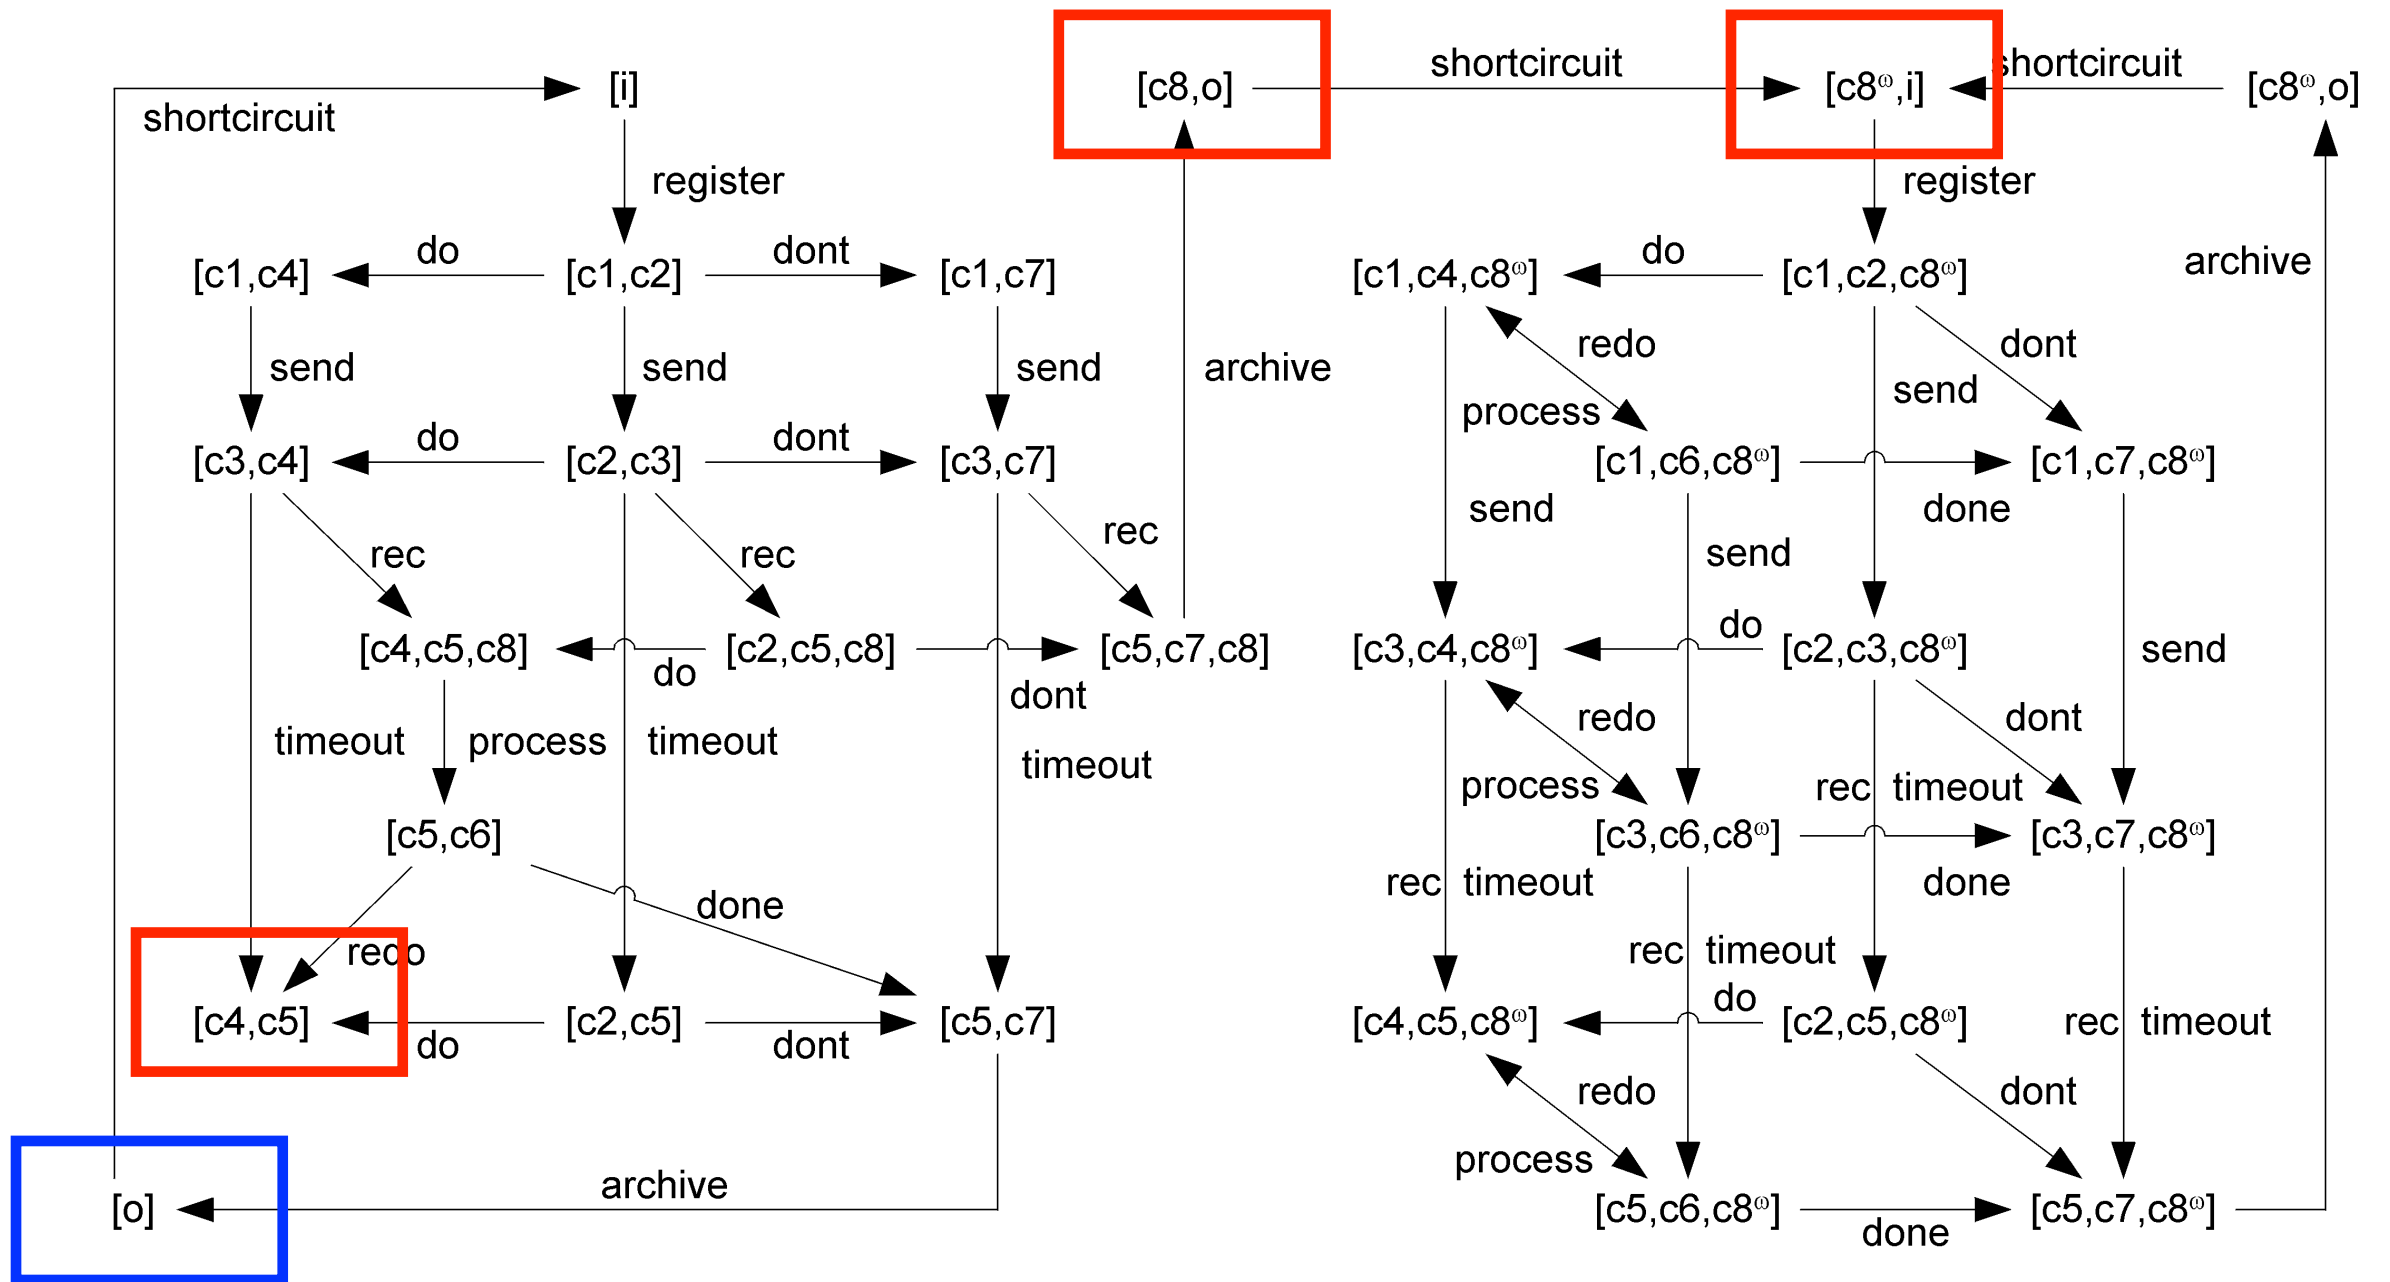 [i] [c8,o] shortcircuit [c8ω,i] shortcircuit [c8ω,o]
shortcircuit
register register
do dont do archive
[c1,c4] [c1,c2] [c1,c7] [c1,c4,c8ω] [c1,c2,c8ω]
redo dont
send send send archive send
process
do dont
[c3,c4] [c2,c3] [c3,c7] [c1,c6,c8ω] [c1,c7,c8ω]
rec rec rec send send done
do
[c4,c5,c8] do [c2,c5,c8] [c5,c7,c8] [c3,c4,c8ω] [c2,c3,c8ω] send
dont redo dont
timeout process timeout timeout process rec timeout
[c5,c6] [c3,c6,c8ω] [c3,c7,c8ω]
done rec timeout done
redo rec timeout
do
[c4,c5] [c2,c5] [c5,c7] [c4,c5,c8ω] [c2,c5,c8ω] rec timeout
do dont
redo dont
process
archive
[o] [c5,c6,c8ω] [c5,c7,c8ω]
done